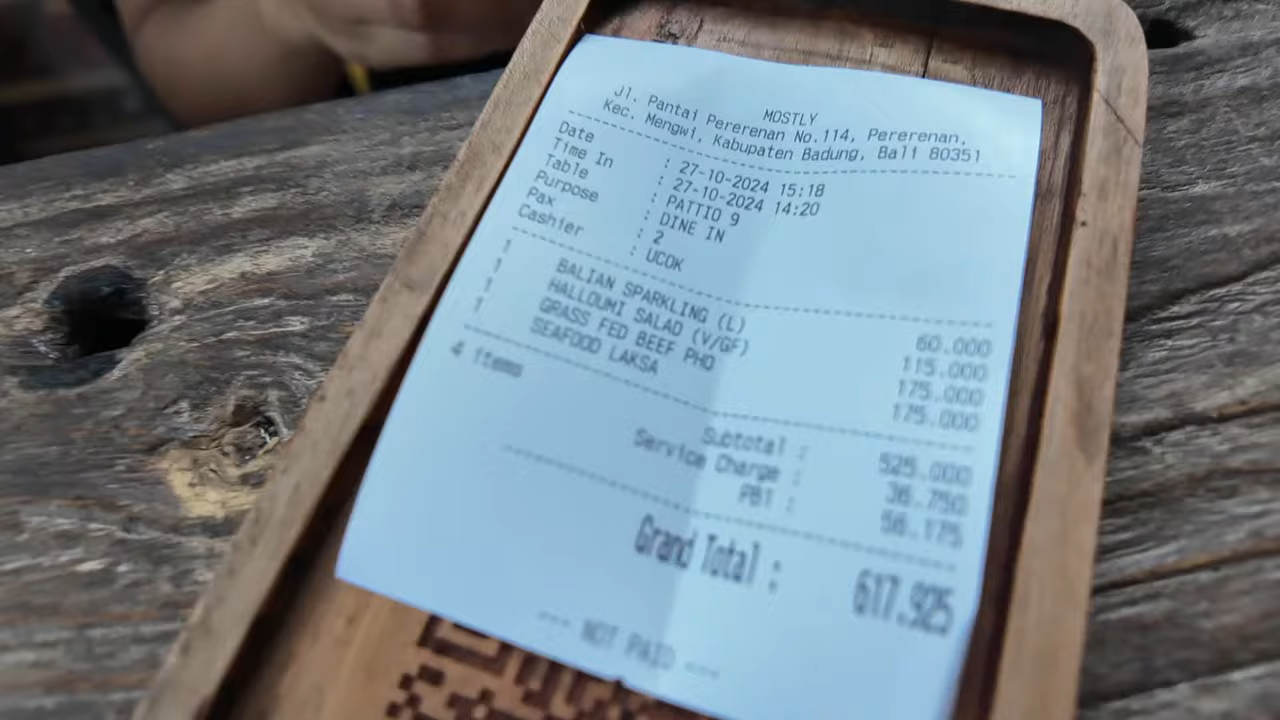 MOSTLY
Jl. Pantai Pererenan No.114, Pererenan,
Kec. Mengwi, Kabupaten Badung, Bali 80351
Date : 27-10-2024 15:18
Time In : 27-10-2024 14:20
Table : PATTIO 9
Purpose : DINE IN
Pax : 2
Cashier : UCOK
1 BALIAN SPARKLING (L) 60.000
1 HALLOUMI SALAD (V/GF) 115.000
1 GRASS FED BEEF PHO 175.000
1 SEAFOOD LAKSA 175.000
4 items
Subtotal : 525.000
Service Charge : 36.750
PB1 : 56.175
Grand Total : 617.925
--- NOT PAID ---